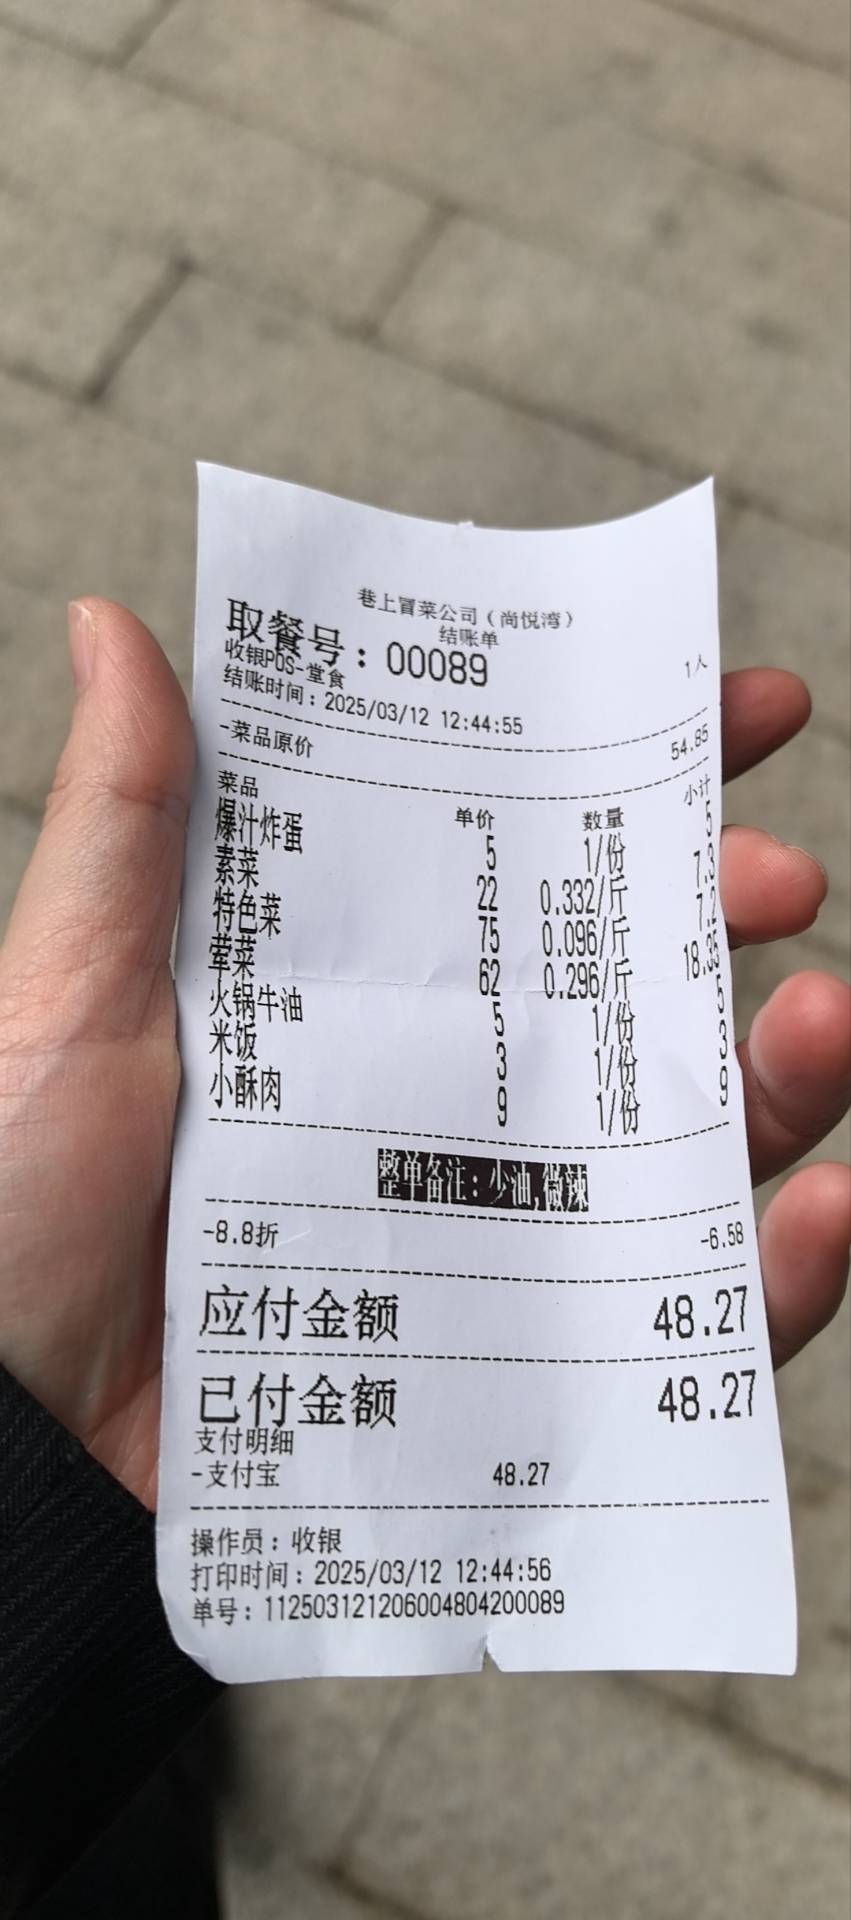 巷上冒菜公司（尚悦湾）
结账单
取餐号：00089
1人
收银POS-堂食
结账时间：2025/03/12 12:44:55
-菜品原价 54.85
菜品 单价 数量 小计
爆汁炸蛋 5 1/份 5
素菜 22 0.332/斤 7.3
特色菜 75 0.096/斤 7.2
荤菜 62 0.296/斤 18.35
火锅牛油 5 1/份 5
米饭 3 1/份 3
小酥肉 9 1/份 9
整单备注：少油,微辣
-8.8折 -6.58
应付金额 48.27
已付金额 48.27
支付明细
-支付宝 48.27
操作员：收银
打印时间：2025/03/12 12:44:56
单号：112503121206004804200089